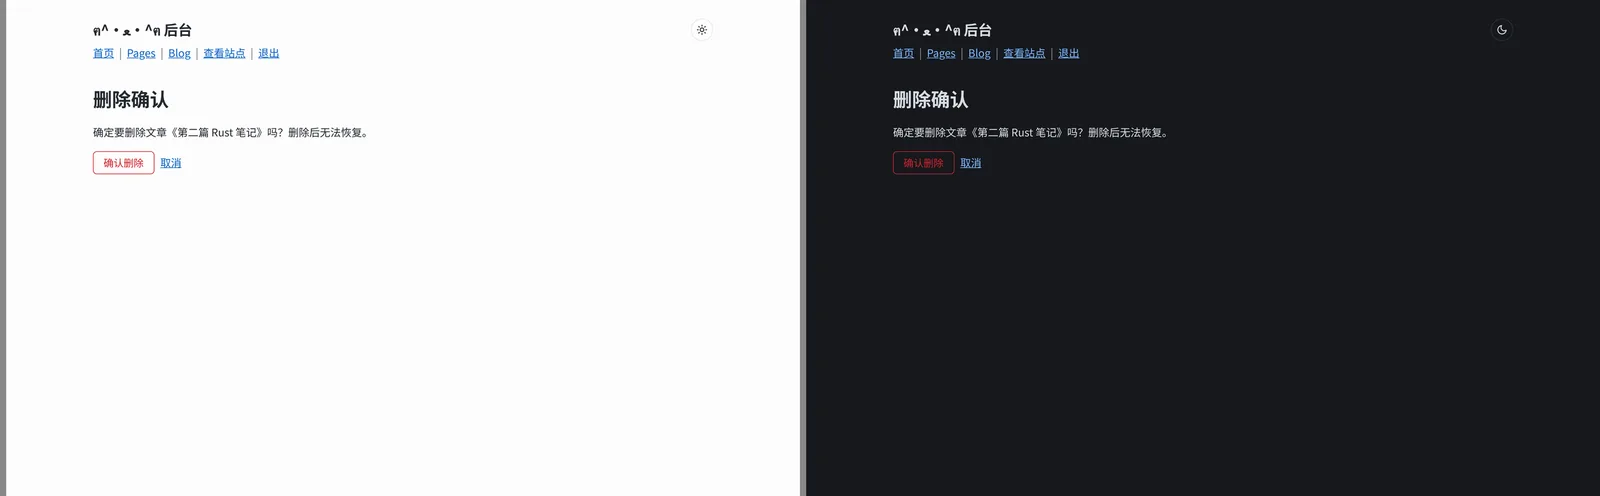 ฅ^•ﻌ•^ฅ 后台
首页 | Pages | Blog | 查看站点 | 退出
删除确认
确定要删除文章《第二篇 Rust 笔记》吗？删除后无法恢复。
确认删除 取消
ฅ^•ﻌ•^ฅ 后台
首页 | Pages | Blog | 查看站点 | 退出
删除确认
确定要删除文章《第二篇 Rust 笔记》吗？删除后无法恢复。
确认删除 取消